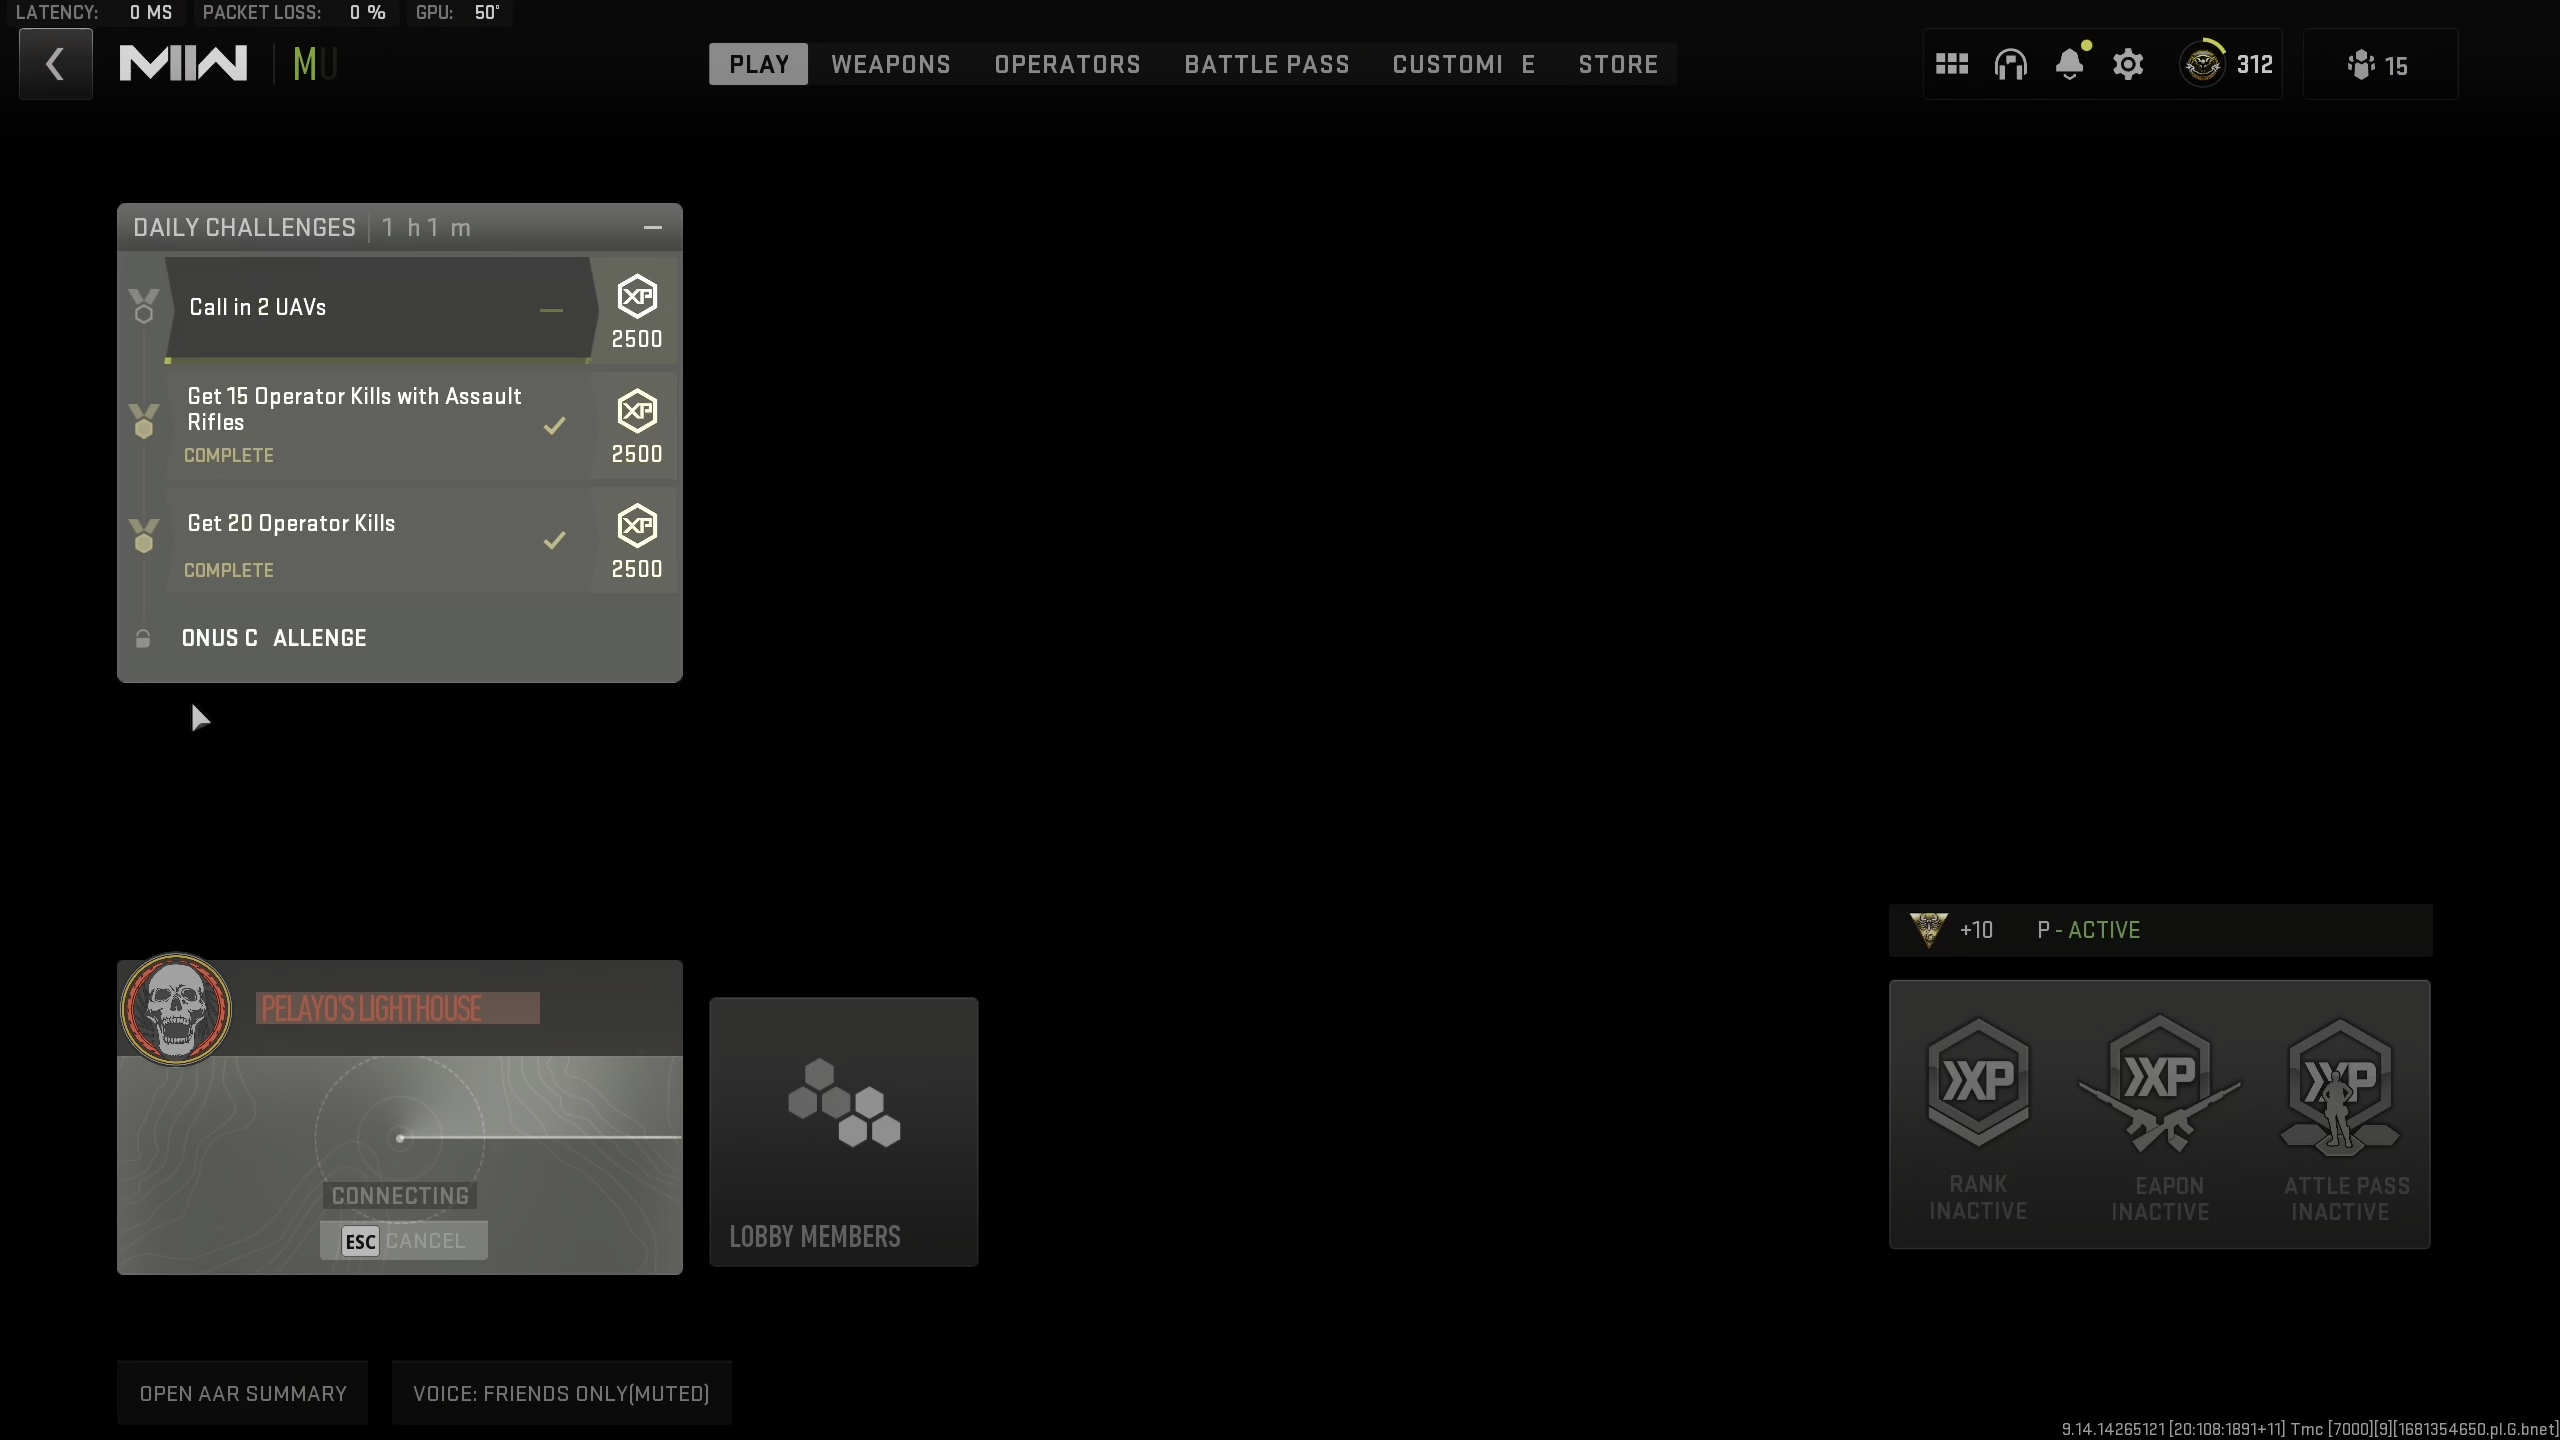 LATENCY: 0 MS PACKET LOSS: 0 % GPU: 50°
MW MU PLAY WEAPONS OPERATORS BATTLE PASS CUSTOMI E STORE 312 15
DAILY CHALLENGES 1 h 1 m
Call in 2 UAVs
XP
2500
Get 15 Operator Kills with Assault
Rifles
COMPLETE
XP
2500
Get 20 Operator Kills
COMPLETE
XP
2500
ONUS C ALLENGE
+10 P - ACTIVE
PELAYO'S LIGHTHOUSE
CONNECTING
ESC CANCEL
LOBBY MEMBERS
XP XP XP
RANK EAPON ATTLE PASS
INACTIVE INACTIVE INACTIVE
OPEN AAR SUMMARY VOICE: FRIENDS ONLY(MUTED)
9.14.14265121 [20:108:1891+11] Tmc [7000][9][1681354650.pl.G.bnet]